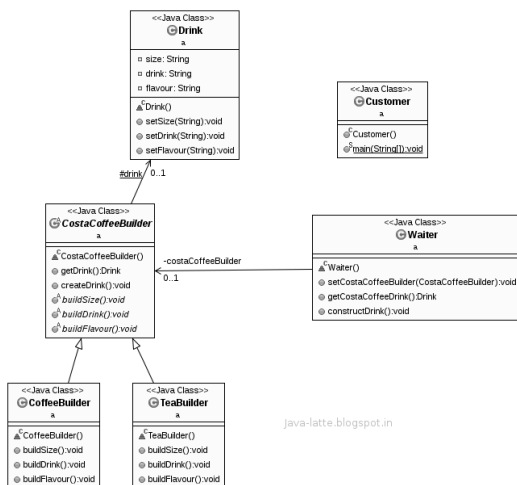 <<Java Class>>
Drink
a
size: String
drink: String
flavour: String
Drink()
setSize(String):void
setDrink(String):void
setFlavour(String):void
<<Java Class>>
Customer
a
Customer()
main(String[]):void
#drink 0..1
<<Java Class>>
CostaCoffeeBuilder
a
CostaCoffeeBuilder()
getDrink():Drink
createDrink():void
buildSize():void
buildDrink():void
buildFlavour():void
-costaCoffeeBuilder
0..1
<<Java Class>>
Waiter
a
Waiter()
setCostaCoffeeBuilder(CostaCoffeeBuilder):void
getCostaCoffeeDrink():Drink
constructDrink():void
<<Java Class>>
CoffeeBuilder
a
CoffeeBuilder()
buildSize():void
buildDrink():void
buildFlavour():void
<<Java Class>>
TeaBuilder
a
TeaBuilder()
buildSize():void
buildDrink():void
buildFlavour():void
Java-latte.blogspot.in